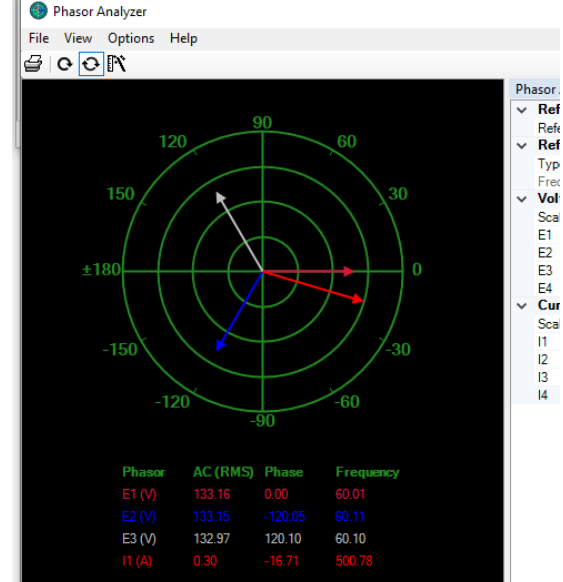 Phasor Analyzer
File View Options Help
Phasor
90
120 60
150 30
±180 0
-150 -30
-120 -60
-90
Phasor AC (RMS) Phase Frequency
E1 (V) 133.16 0.00 60.01
E2 (V) 133.15 -120.05 60.11
E3 (V) 132.97 120.10 60.10
I1 (A) 0.30 -16.71 500.78
E1
E2
E3
E4
I1
I2
I3
I4